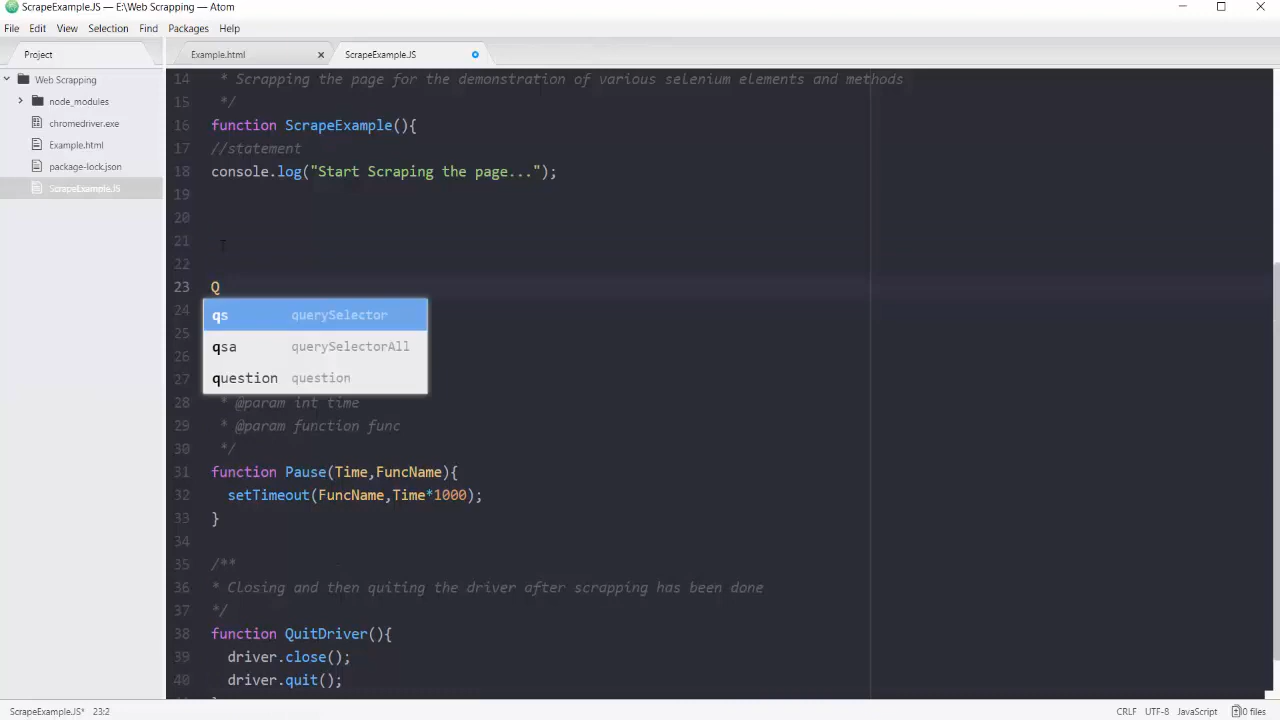 ScrapeExample.JS — E:\Web Scrapping — Atom
File Edit View Selection Find Packages Help
Project
Example.html
ScrapeExample.JS
Web Scrapping
node_modules
chromedriver.exe
Example.html
package-lock.json
ScrapeExample.JS
14 * Scrapping the page for the demonstration of various selenium elements and methods
15 */
16 function ScrapeExample(){
17 //statement
18 console.log("Start Scraping the page...");
19
20
21
22
23 Q
qs querySelector
qsa querySelectorAll
question question
24
25
26
27
28 * @param int time
29 * @param function func
30 */
31 function Pause(Time,FuncName){
32 setTimeout(FuncName,Time*1000);
33 }
34
35 /**
36 * Closing and then quiting the driver after scrapping has been done
37 */
38 function QuitDriver(){
39 driver.close();
40 driver.quit();
ScrapeExample.JS* 23:2
CRLF UTF-8 JavaScript 0 files